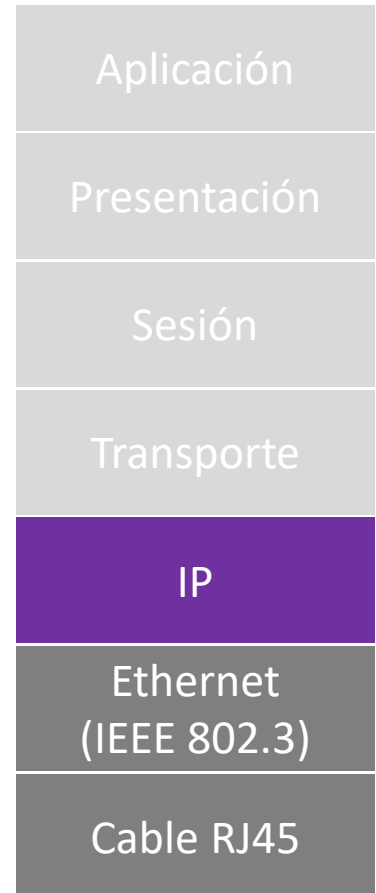 Aplicación
Presentación
Sesión
Transporte
IP
Ethernet
(IEEE 802.3)
Cable RJ45